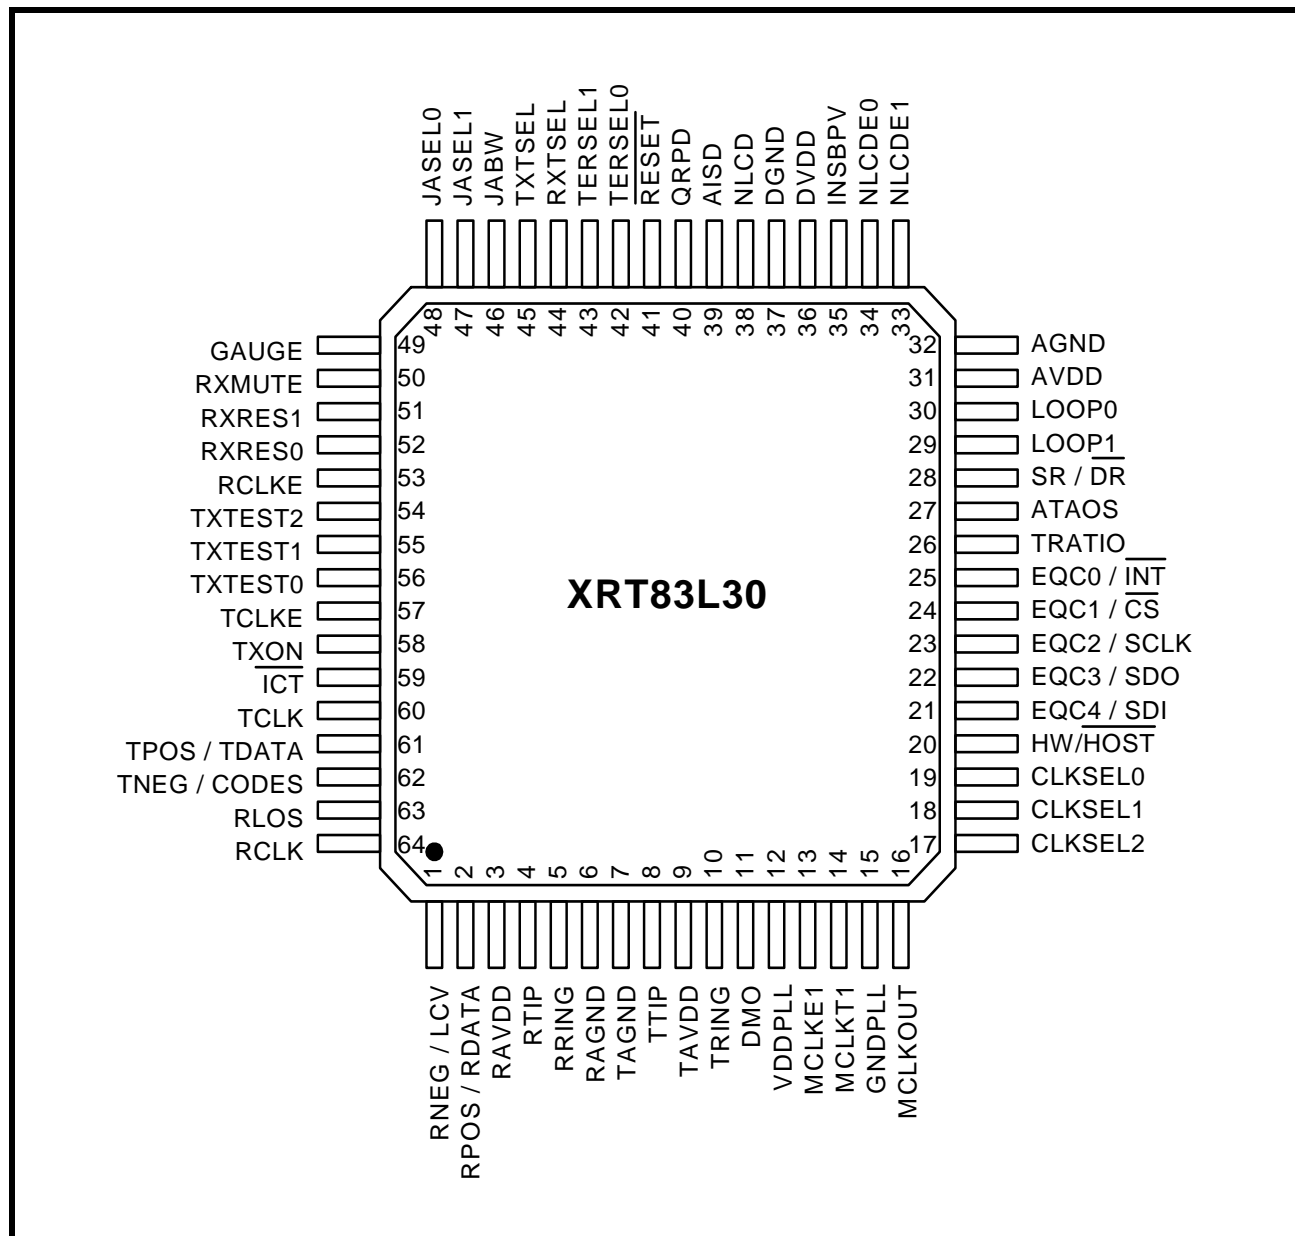 JASEL0
JASEL1
JABW
TXTSEL
RXTSEL
TERSEL1
TERSEL0
RESET
QRPD
AISD
NLCD
DGND
DVDD
INSBPV
NLCDE0
NLCDE1
48
47
46
45
44
43
42
41
40
39
38
37
36
35
34
33
GAUGE 49
RXMUTE 50
RXRES1 51
RXRES0 52
RCLKE 53
TXTEST2 54
TXTEST1 55
TXTEST0 56
TCLKE 57
TXON 58
ICT 59
TCLK 60
TPOS / TDATA 61
TNEG / CODES 62
RLOS 63
RCLK 64
XRT83L30
32 AGND
31 AVDD
30 LOOP0
29 LOOP1
28 SR / DR
27 ATAOS
26 TRATIO
25 EQC0 / INT
24 EQC1 / CS
23 EQC2 / SCLK
22 EQC3 / SDO
21 EQC4 / SDI
20 HW/HOST
19 CLKSEL0
18 CLKSEL1
17 CLKSEL2
1
2
3
4
5
6
7
8
9
10
11
12
13
14
15
16
RNEG / LCV
RPOS / RDATA
RAVDD
RTIP
RRING
RAGND
TAGND
TTIP
TAVDD
TRING
DMO
VDDPLL
MCLKE1
MCLKT1
GNDPLL
MCLKOUT